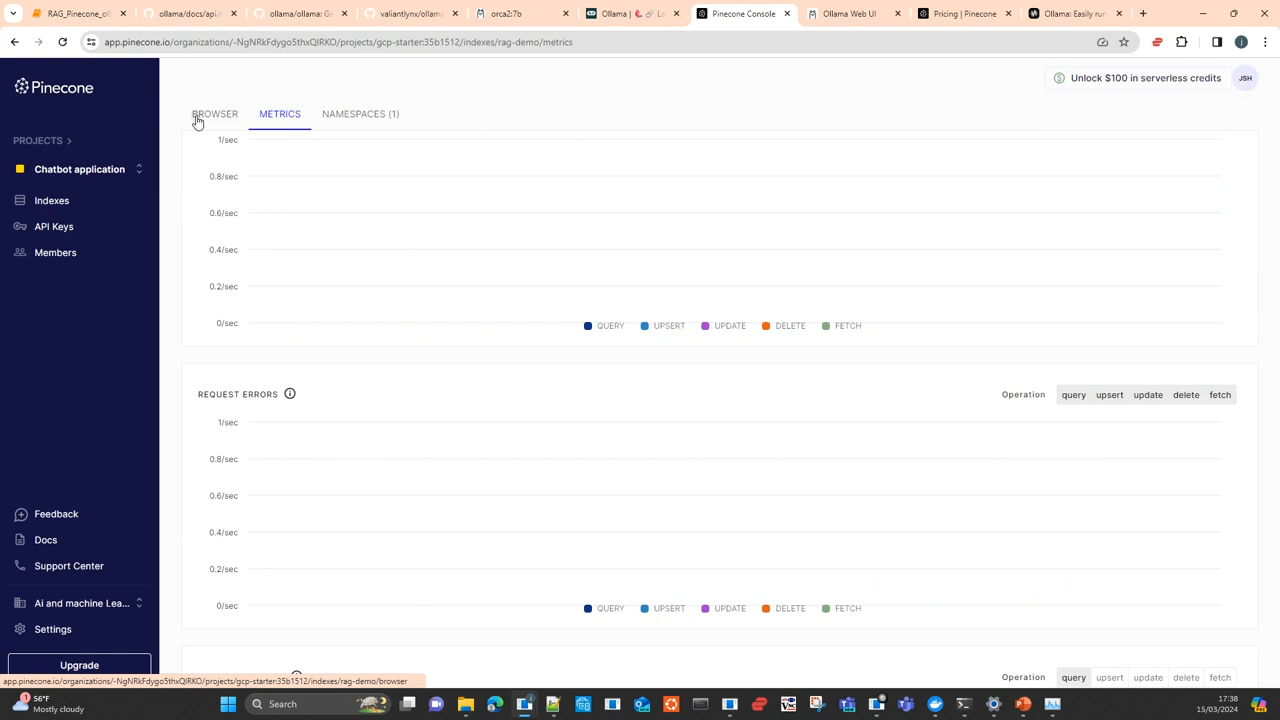 RAG_Pinecone_oll
ollama/docs/api.m
ollama/ollama: Ge
valiantlynx/ollam
orca2:7b
Ollama | 🦜️🔗 La
Pinecone Console
Ollama Web UI
Pricing | Pinecone
Ollama: Easily run
app.pinecone.io/organizations/-NgNRkFdygo5thxQlRKO/projects/gcp-starter:35b1512/indexes/rag-demo/metrics
Pinecone
Unlock $100 in serverless credits
JSH
BROWSER
METRICS
NAMESPACES (1)
PROJECTS
Chatbot application
Indexes
API Keys
Members
1/sec
0.8/sec
0.6/sec
0.4/sec
0.2/sec
0/sec
QUERY
UPSERT
UPDATE
DELETE
FETCH
REQUEST ERRORS
Operation
query
upsert
update
delete
fetch
1/sec
0.8/sec
0.6/sec
0.4/sec
0.2/sec
0/sec
QUERY
UPSERT
UPDATE
DELETE
FETCH
Operation
query
upsert
update
delete
fetch
Feedback
Docs
Support Center
Ai and machine Lea...
Settings
Upgrade
app.pinecone.io/organizations/-NgNRkFdygo5thxQlRKO/projects/gcp-starter:35b1512/indexes/rag-demo/browser
1
56°F
Mostly cloudy
Search
17:38
15/03/2024